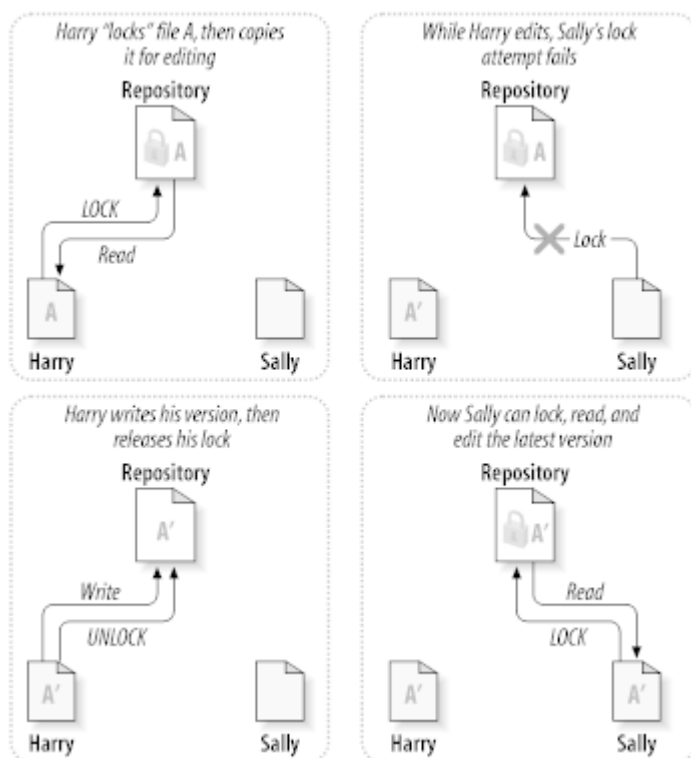 Harry “locks” file A, then copies
it for editing
Repository
A
LOCK
Read
A
Harry
Sally
While Harry edits, Sally’s lock
attempt fails
Repository
A
Lock
A’
Harry
Sally
Harry writes his version, then
releases his lock
Repository
A’
Write
UNLOCK
A’
Harry
Sally
Now Sally can lock, read, and
edit the latest version
Repository
A’
Read
LOCK
A’
Harry
A’
Sally